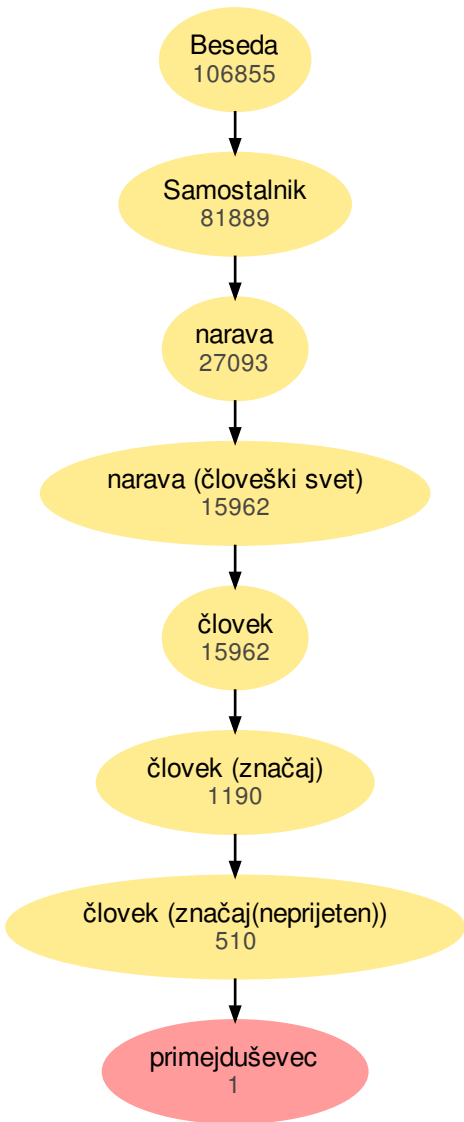 Beseda
106855
Samostalnik
81889
narava
27093
narava (človeški svet)
15962
človek
15962
človek (značaj)
1190
človek (značaj(neprijeten))
510
primejduševec
1